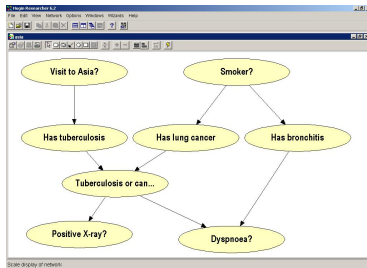 Hugin Researcher 6.2
File Edit View Network Options Windows Wizards Help
asia
Visit to Asia?
Smoker?
Has tuberculosis
Has lung cancer
Has bronchitis
Tuberculosis or can...
Positive X-ray?
Dyspnoea?
Scale display of network